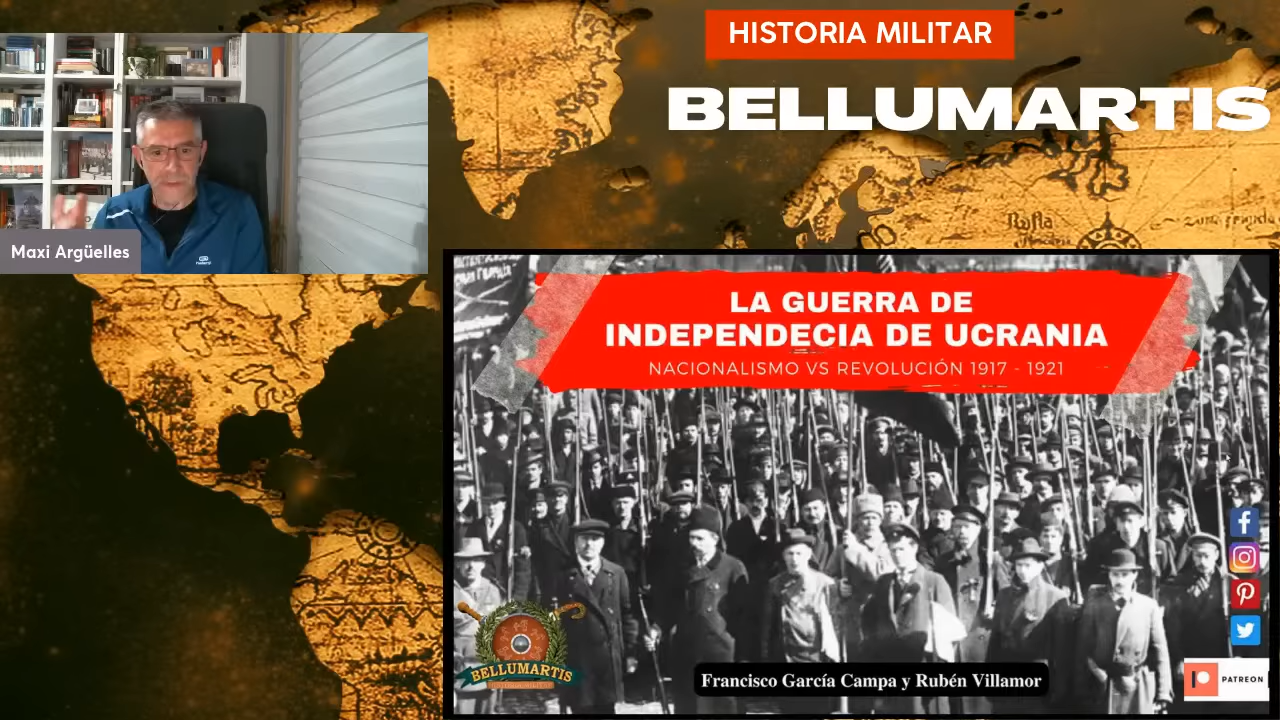 HISTORIA MILITAR
BELLUMARTIS
Maxi Argüelles
LA GUERRA DE
INDEPENDECIA DE UCRANIA
NACIONALISMO VS REVOLUCIÓN 1917 - 1921
BELLUMARTIS
Francisco García Campa y Rubén Villamor
PATREON